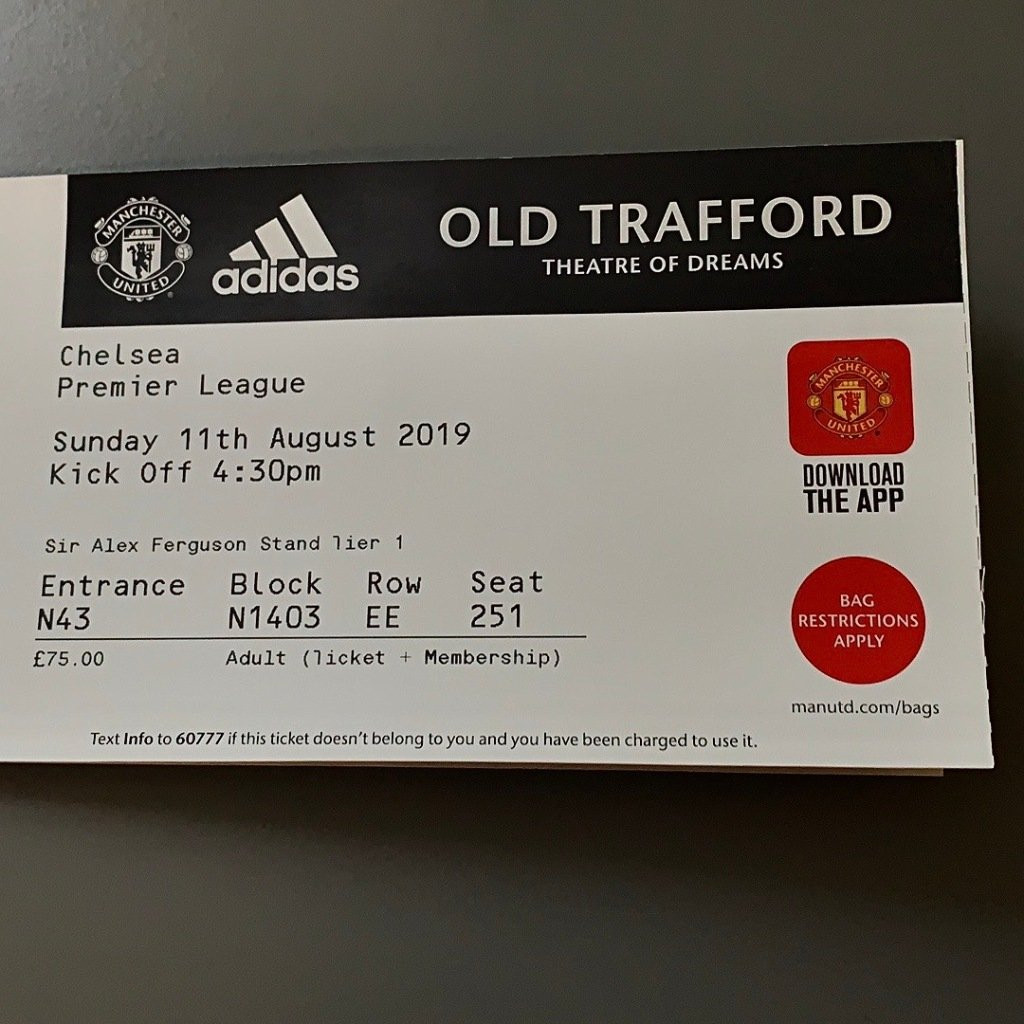 MANCHESTER
UNITED
adidas
OLD TRAFFORD
THEATRE OF DREAMS
Chelsea
Premier League
Sunday 11th August 2019
Kick Off 4:30pm
MANCHESTER
UNITED
DOWNLOAD
THE APP
Sir Alex Ferguson Stand Tier 1
Entrance Block Row Seat
N43 N1403 EE 251
£75.00 Adult (Ticket + Membership)
BAG
RESTRICTIONS
APPLY
manutd.com/bags
Text Info to 60777 if this ticket doesn't belong to you and you have been charged to use it.